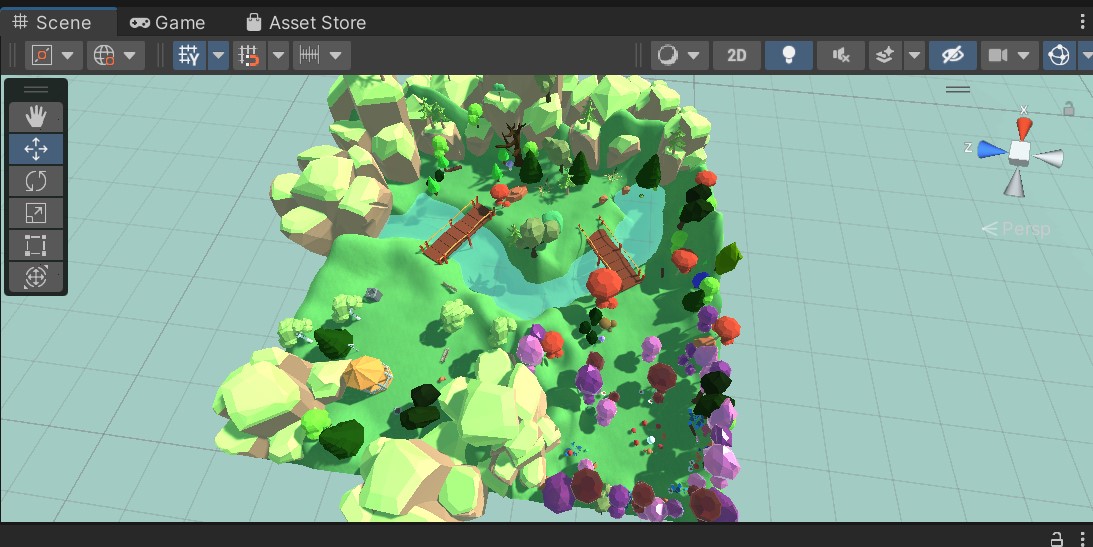 Scene
Game
Asset Store
2D
X
Z
Persp